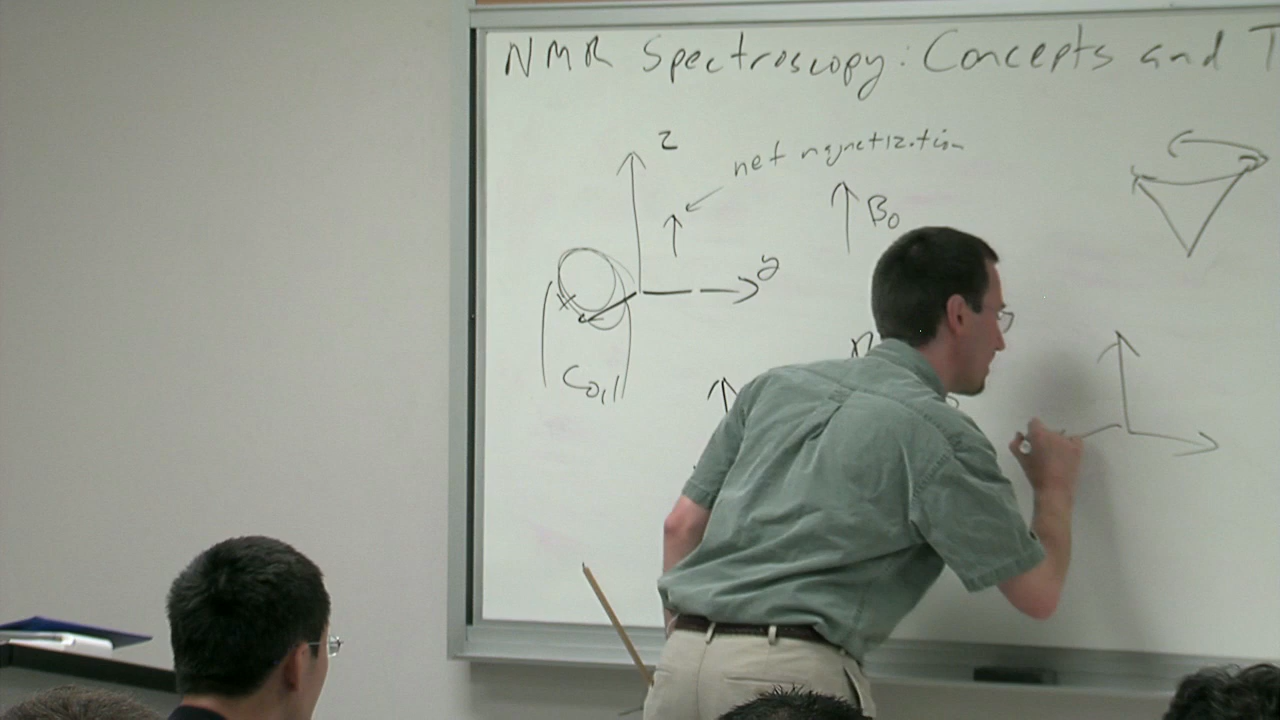 NMR Spectroscopy: Concepts and T
z
net magnetization
B₀
y
x
Coil